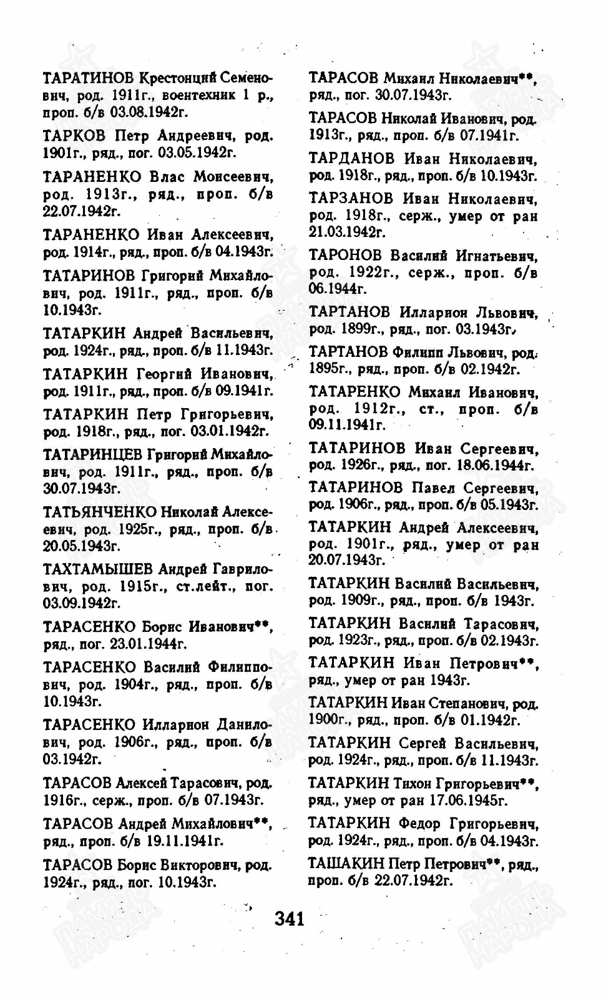 ТАРАТИНОВ Крестонций Семено-
вич, род. 1911г., воентехник 1 р.,
проп. б/в 03.08.1942г.
ТАРКОВ Петр Андреевич, род.
1901г., ряд., пог. 03.05.1942г.
ТАРАНЕНКО Влас Моисеевич,
род. 1913г., ряд., проп. б/в
22.07.1942г.
ТАРАНЕНКО Иван Алексеевич,
род. 1914г., ряд., проп. б/в 04.1943г.
ТАТАРИНОВ Григорий Михайло-
вич, род. 1911г., ряд., проп. б/в
10.1943г.
ТАТАРКИН Андрей Васильевич,
род. 1924г., ряд., проп. б/в 11.1943г.
ТАТАРКИН Георгий Иванович,
род. 1911г., ряд., проп. б/в 09.1941г.
ТАТАРКИН Петр Григорьевич,
род. 1918г., ряд., пог. 03.01.1942г.
ТАТАРИНЦЕВ Григорий Михайло-
вич, род. 1911г., ряд., проп. б/в
30.07.1943г.
ТАТЬЯНЧЕНКО Николай Алексе-
евич, род. 1925г., ряд., проп. б/в
20.05.1943г.
ТАХТАМЫШЕВ Андрей Гаврило-
вич, род. 1915г., ст.лейт., пог.
03.09.1942г.
ТАРАСЕНКО Борис Иванович**,
ряд., пог. 23.01.1944г.
ТАРАСЕНКО Василий Филиппо-
вич, род. 1904г., ряд., проп. б/в
10.1943г.
ТАРАСЕНКО Илларион Данило-
вич, род. 1906г., ряд., проп. б/в
03.1942г.
ТАРАСОВ Алексей Тарасович, род.
1916г., серж., проп. б/в 07.1943г.
ТАРАСОВ Андрей Михайлович**,
ряд., проп. б/в 19.11.1941г.
ТАРАСОВ Борис Викторович, род.
1924г., ряд., пог. 10.1943г.
ТАРАСОВ Михаил Николаевич**,
ряд., пог. 30.07.1943г.
ТАРАСОВ Николай Иванович, род.
1913г., ряд., проп. б/в 07.1941г.
ТАРДАНОВ Иван Николаевич,
род. 1918г., ряд., проп. б/в 10.1943г.
ТАРЗАНОВ Иван Николаевич,
род. 1918г., серж., умер от ран
21.03.1942г.
ТАРОНОВ Василий Игнатьевич,
род. 1922г., серж., проп. б/в
06.1944г.
ТАРТАНОВ Илларион Львович,
род. 1899г., ряд., пог. 03.1943г.
ТАРТАНОВ Филипп Львович, род.
1895г., ряд., проп. б/в 02.1942г.
ТАТАРЕНКО Михаил Иванович,
род. 1912г., ст., проп. б/в
09.11.1941г.
ТАТАРИНОВ Иван Сергеевич,
род. 1926г., ряд., пог. 18.06.1944г.
ТАТАРИНОВ Павел Сергеевич,
род. 1906г., ряд., проп. б/в 05.1943г.
ТАТАРКИН Андрей Алексеевич,
род. 1901г., ряд., умер от ран
20.07.1943г.
ТАТАРКИН Василий Васильевич,
род. 1909г., ряд., проп. б/в 1943г.
ТАТАРКИН Василий Тарасович,
род. 1923г., ряд., проп. б/в 02.1943г.
ТАТАРКИН Иван Петрович**,
ряд., умер от ран 1943г.
ТАТАРКИН Иван Степанович, род.
1900г., ряд., проп. б/в 01.1942г.
ТАТАРКИН Сергей Васильевич,
род. 1924г., ряд., проп. б/в 11.1943г.
ТАТАРКИН Тихон Григорьевич**,
ряд., умер от ран 17.06.1945г.
ТАТАРКИН Федор Григорьевич,
род. 1924г., ряд., проп. б/в 04.1943г.
ТАШАКИН Петр Петрович**, ряд.,
проп. б/в 22.07.1942г.
341
ПАМЯТЬ
НАРОДА